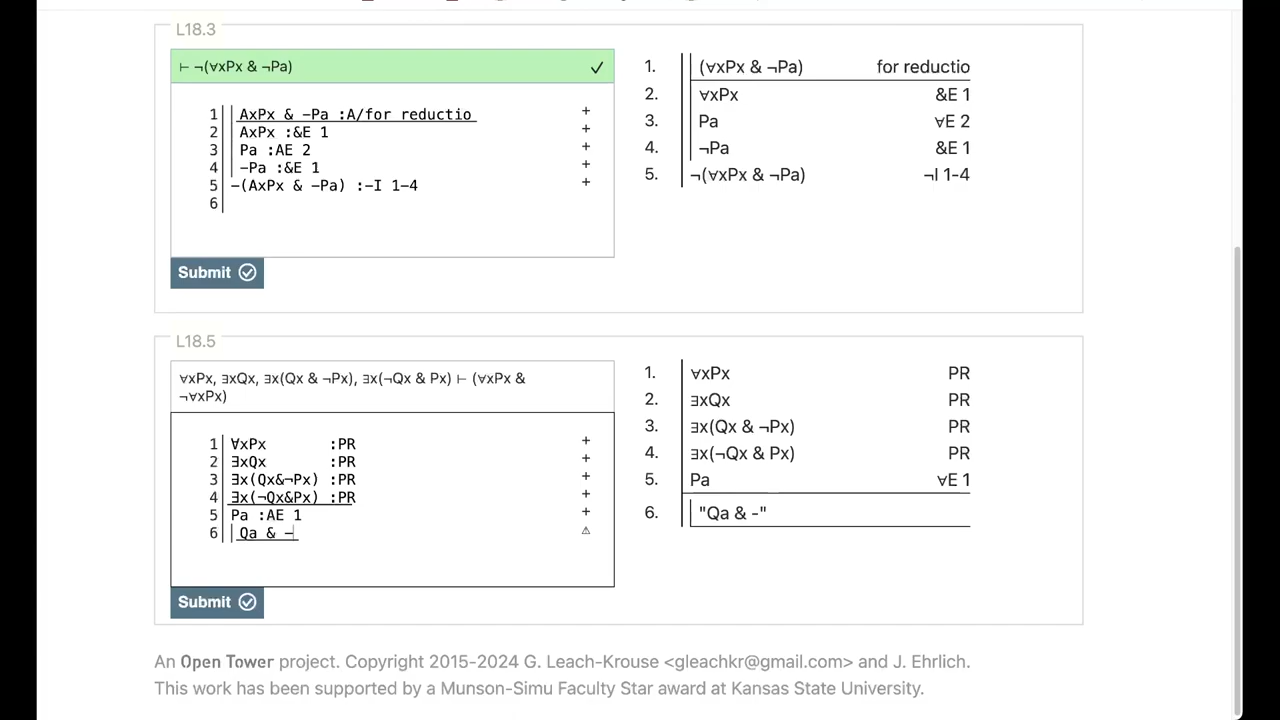 L18.3
⊢ ¬(∀xPx & ¬Pa) ✓
1 AxPx & -Pa :A/for reductio +
2 AxPx :&E 1 +
3 Pa :AE 2 +
4 -Pa :&E 1 +
5 -(AxPx & -Pa) :-I 1-4 +
6
Submit
1. (∀xPx & ¬Pa) for reductio
2. ∀xPx &E 1
3. Pa ∀E 2
4. ¬Pa &E 1
5. ¬(∀xPx & ¬Pa) ¬I 1-4
L18.5
∀xPx, ∃xQx, ∃x(Qx & ¬Px), ∃x(¬Qx & Px) ⊢ (∀xPx &
¬∀xPx)
1 ∀xPx :PR +
2 ∃xQx :PR +
3 ∃x(Qx&¬Px) :PR +
4 ∃x(¬Qx&Px) :PR +
5 Pa :AE 1 +
6 Qa & - ⚠
Submit
1. ∀xPx PR
2. ∃xQx PR
3. ∃x(Qx & ¬Px) PR
4. ∃x(¬Qx & Px) PR
5. Pa ∀E 1
6. "Qa & -"
An Open Tower project. Copyright 2015-2024 G. Leach-Krouse <gleachkr@gmail.com> and J. Ehrlich.
This work has been supported by a Munson-Simu Faculty Star award at Kansas State University.